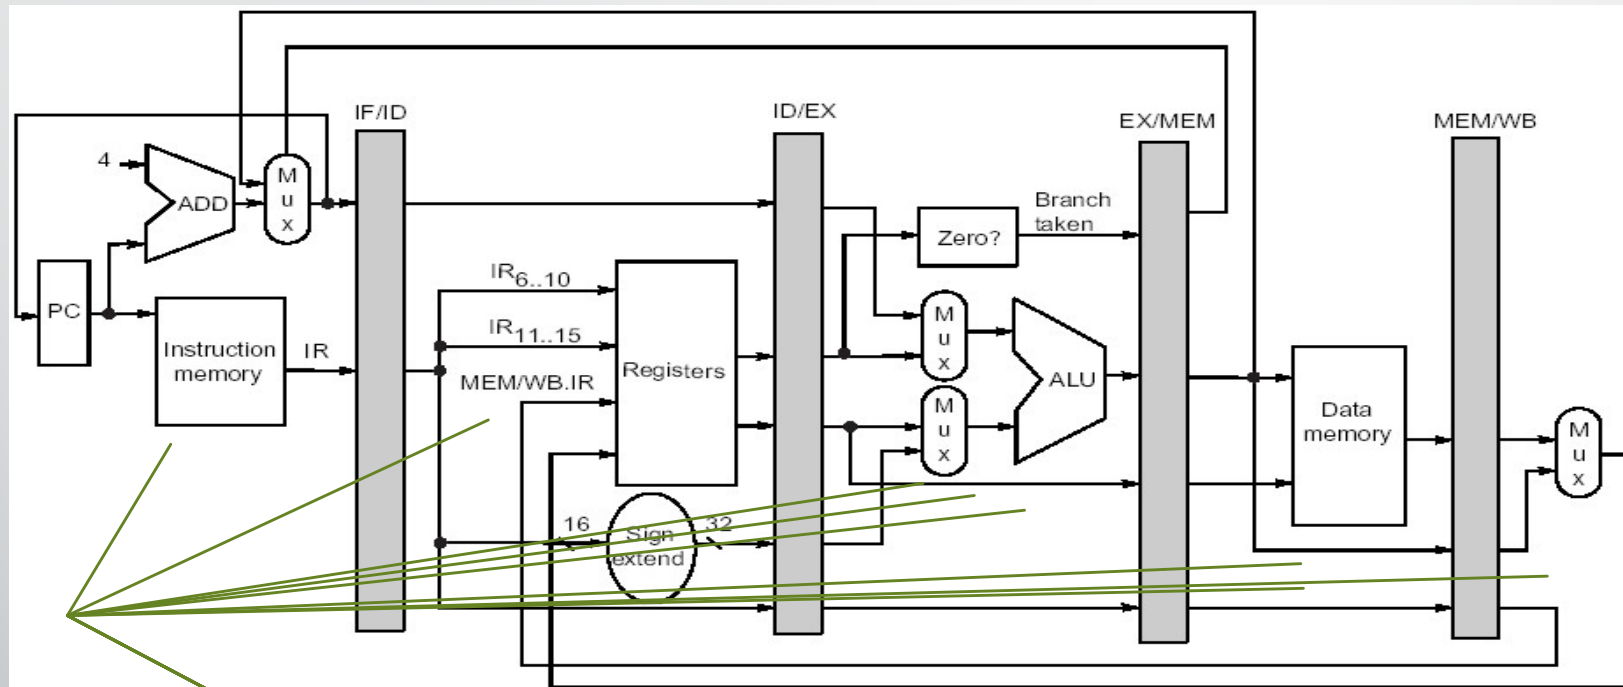 IF/ID
ID/EX
EX/MEM
MEM/WB
4
ADD
M
u
x
PC
Instruction
memory
IR
IR6..10
IR11..15
MEM/WB.IR
Registers
16
Sign
extend
32
Zero?
Branch
taken
M
u
x
M
u
x
ALU
Data
memory
M
u
x